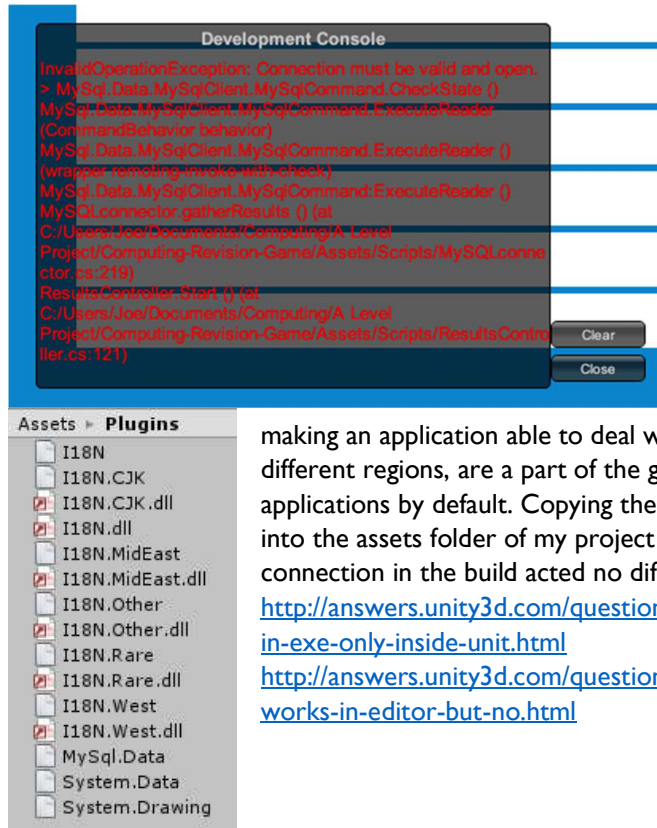 Development Console
InvalidOperationException: Connection must be valid and open.
> MySql.Data.MySqlClient.MySqlCommand.CheckState ()
MySql.Data.MySqlClient.MySqlCommand.ExecuteReader
(CommandBehavior behavior)
MySql.Data.MySqlClient.MySqlCommand.ExecuteReader ()
(wrapper remoting-invoke-with-check)
MySql.Data.MySqlClient.MySqlCommand:ExecuteReader ()
MySQLconnector.gatherResults () (at
C:/Users/Joe/Documents/Computing/A Level
Project/Computing-Revision-Game/Assets/Scripts/MySQLconne
ctor.cs:219)
ResultsController.Start () (at
C:/Users/Joe/Documents/Computing/A Level
Project/Computing-Revision-Game/Assets/Scripts/ResultsContro
ller.cs:121)
Clear
Close
Assets ▸ Plugins
I18N
I18N.CJK
I18N.CJK.dll
I18N.dll
I18N.MidEast
I18N.MidEast.dll
I18N.Other
I18N.Other.dll
I18N.Rare
I18N.Rare.dll
I18N.West
I18N.West.dll
MySql.Data
System.Data
System.Drawing
making an application able to deal w
different regions, are a part of the g
applications by default. Copying the
into the assets folder of my project
connection in the build acted no dif
http://answers.unity3d.com/question
in-exe-only-inside-unit.html
http://answers.unity3d.com/question
works-in-editor-but-no.html